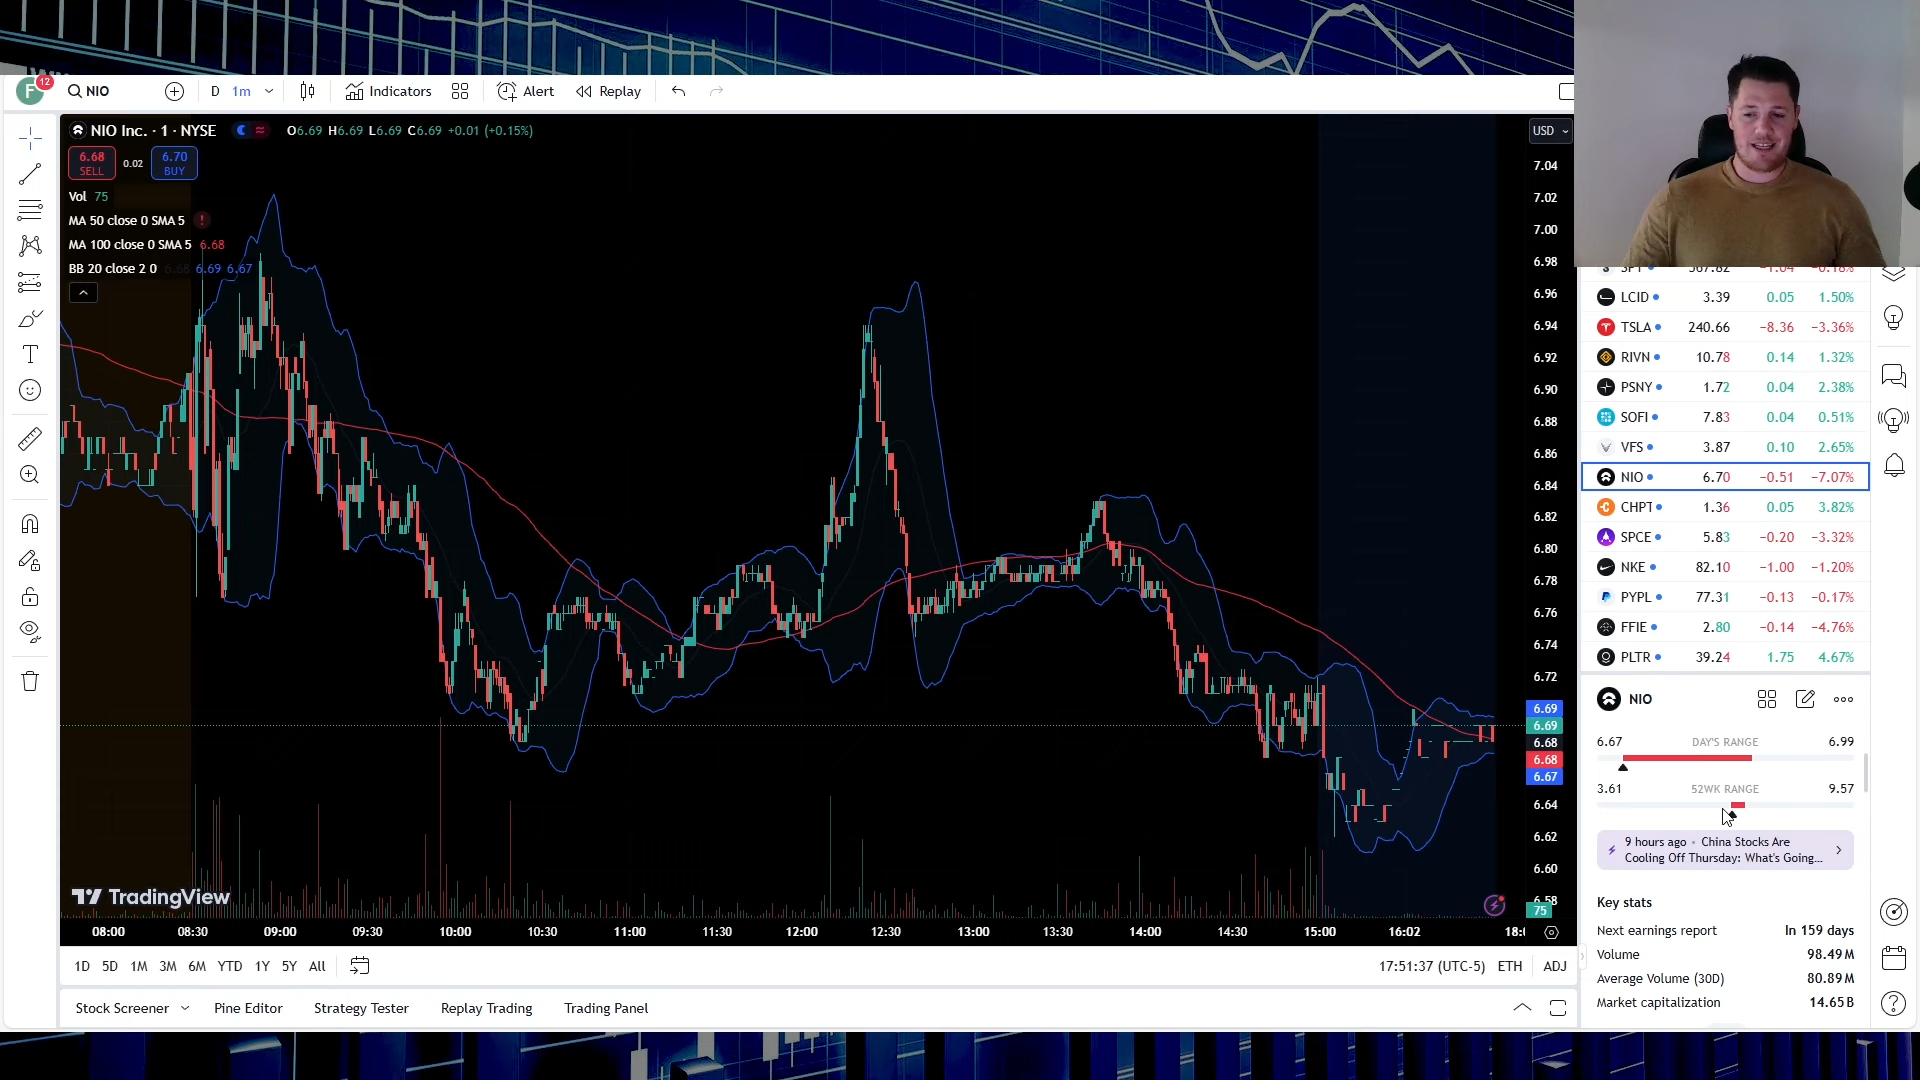 F 12 NIO D 1m Indicators Alert Replay
NIO Inc. · 1 · NYSE O6.69 H6.69 L6.69 C6.69 +0.01 (+0.15%)
6.68 SELL 0.02 6.70 BUY
Vol 75
MA 50 close 0 SMA 5 !
MA 100 close 0 SMA 5 6.68
BB 20 close 2 0 6.68 6.69 6.67
USD
7.04
7.02
7.00
6.98
6.96
6.94
6.92
6.90
6.88
6.86
6.84
6.82
6.80
6.78
6.76
6.74
6.72
6.69
6.69
6.68
6.68
6.67
6.64
6.62
6.60
6.58
75
TradingView
08:00 08:30 09:00 09:30 10:00 10:30 11:00 11:30 12:00 12:30 13:00 13:30 14:00 14:30 15:00 16:02
1D 5D 1M 3M 6M YTD 1Y 5Y All 17:51:37 (UTC-5) ETH ADJ
Stock Screener Pine Editor Strategy Tester Replay Trading Trading Panel
LCID 3.39 0.05 1.50%
TSLA 240.66 −8.36 −3.36%
RIVN 10.78 0.14 1.32%
PSNY 1.72 0.04 2.38%
SOFI 7.83 0.04 0.51%
VFS 3.87 0.10 2.65%
NIO 6.70 −0.51 −7.07%
CHPT 1.36 0.05 3.82%
SPCE 5.83 −0.20 −3.32%
NKE 82.10 −1.00 −1.20%
PYPL 77.31 −0.13 −0.17%
FFIE 2.80 −0.14 −4.76%
PLTR 39.24 1.75 4.67%
NIO
6.67 DAY'S RANGE 6.99
3.61 52WK RANGE 9.57
9 hours ago • China Stocks Are
Cooling Off Thursday: What's Going...
Key stats
Next earnings report In 159 days
Volume 98.49 M
Average Volume (30D) 80.89 M
Market capitalization 14.65 B